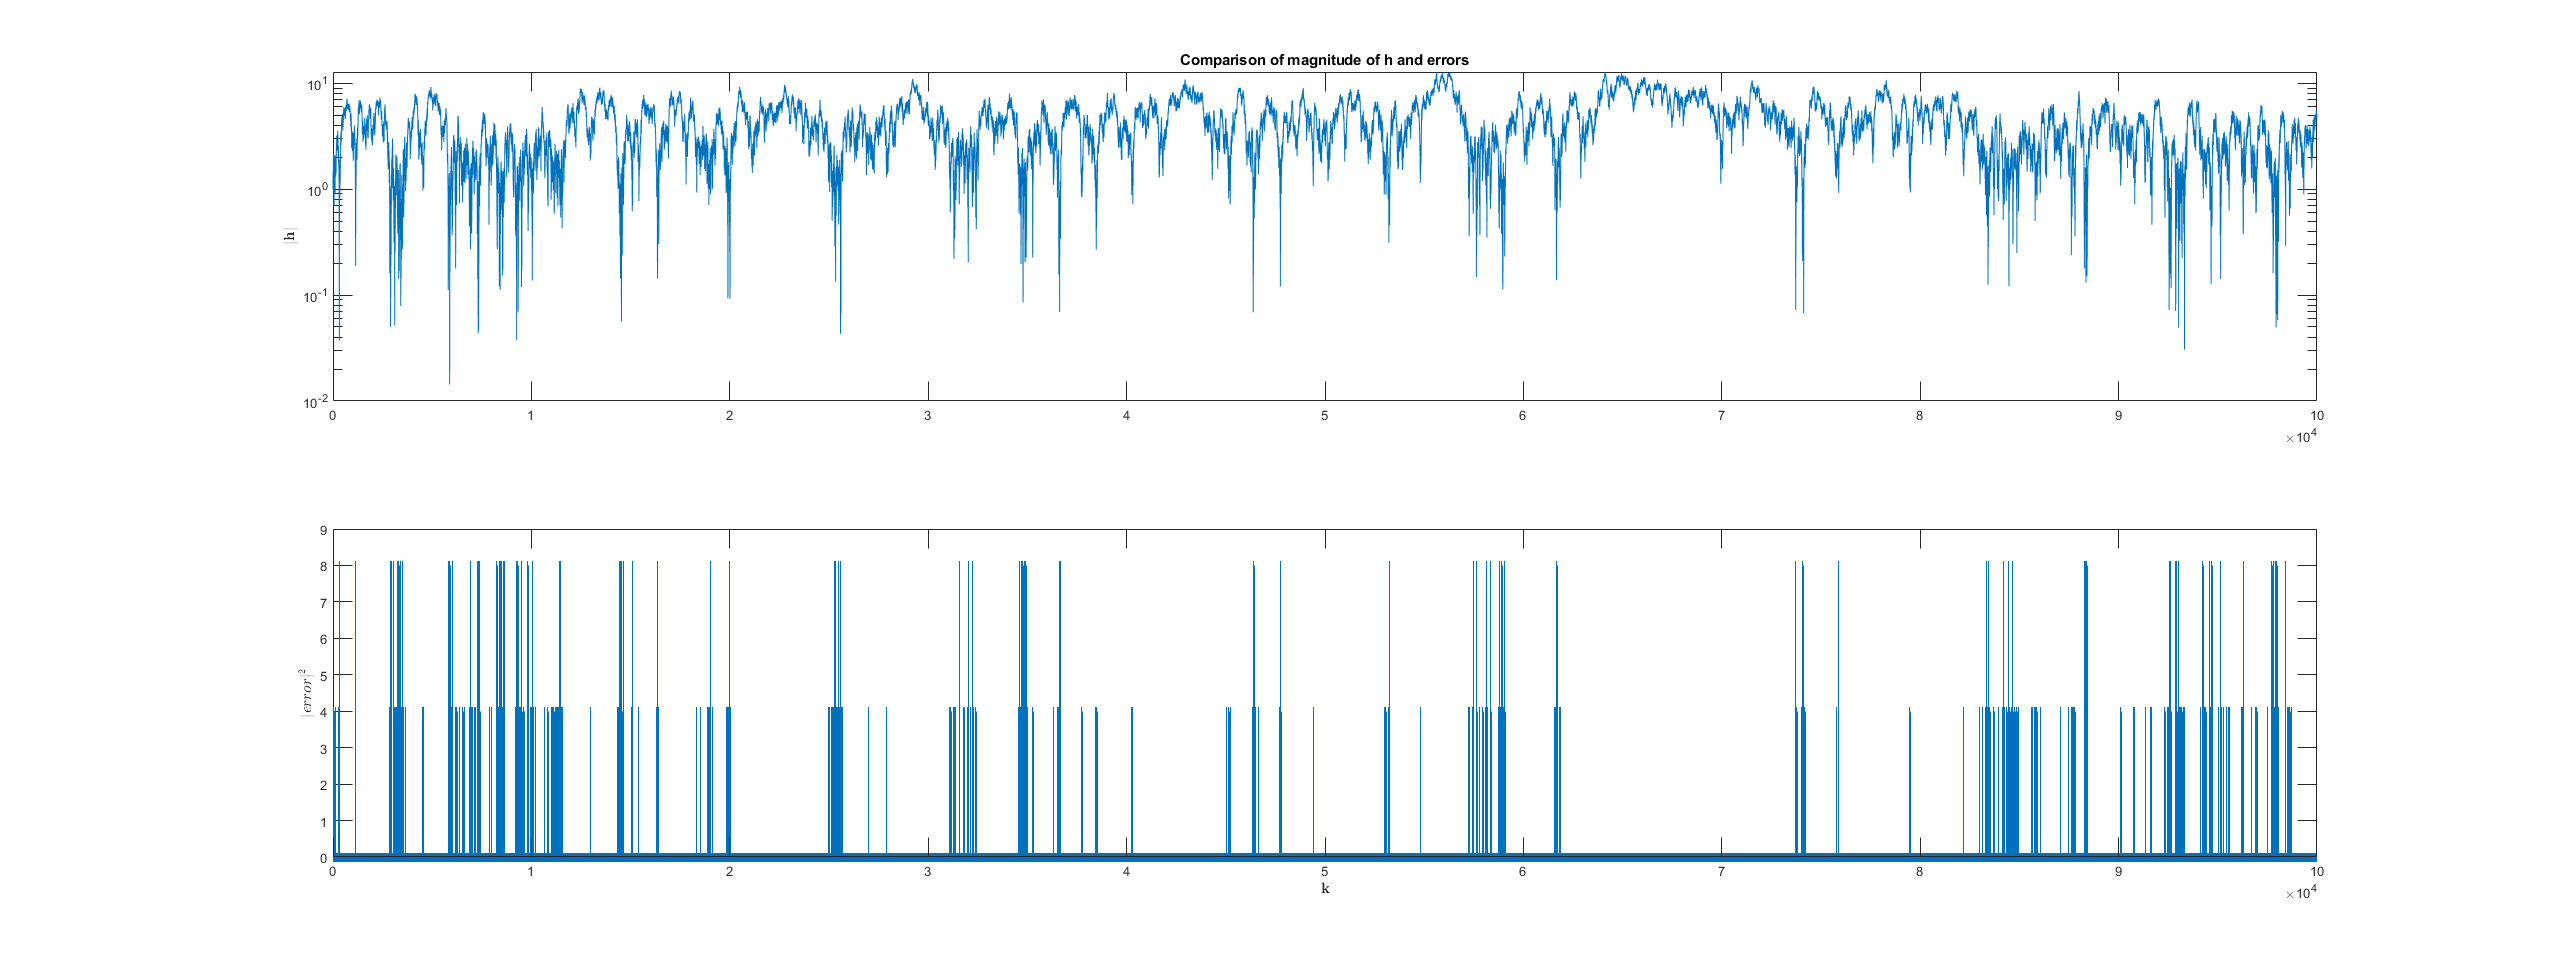 Comparison of magnitude of h and errors
10^1
10^0
10^-1
10^-2
|h|
0 1 2 3 4 5 6 7 8 9 10
×10^4
9
8
7
6
5
4
3
2
1
0
|error|^2
0 1 2 3 4 5 6 7 8 9 10
k
×10^4